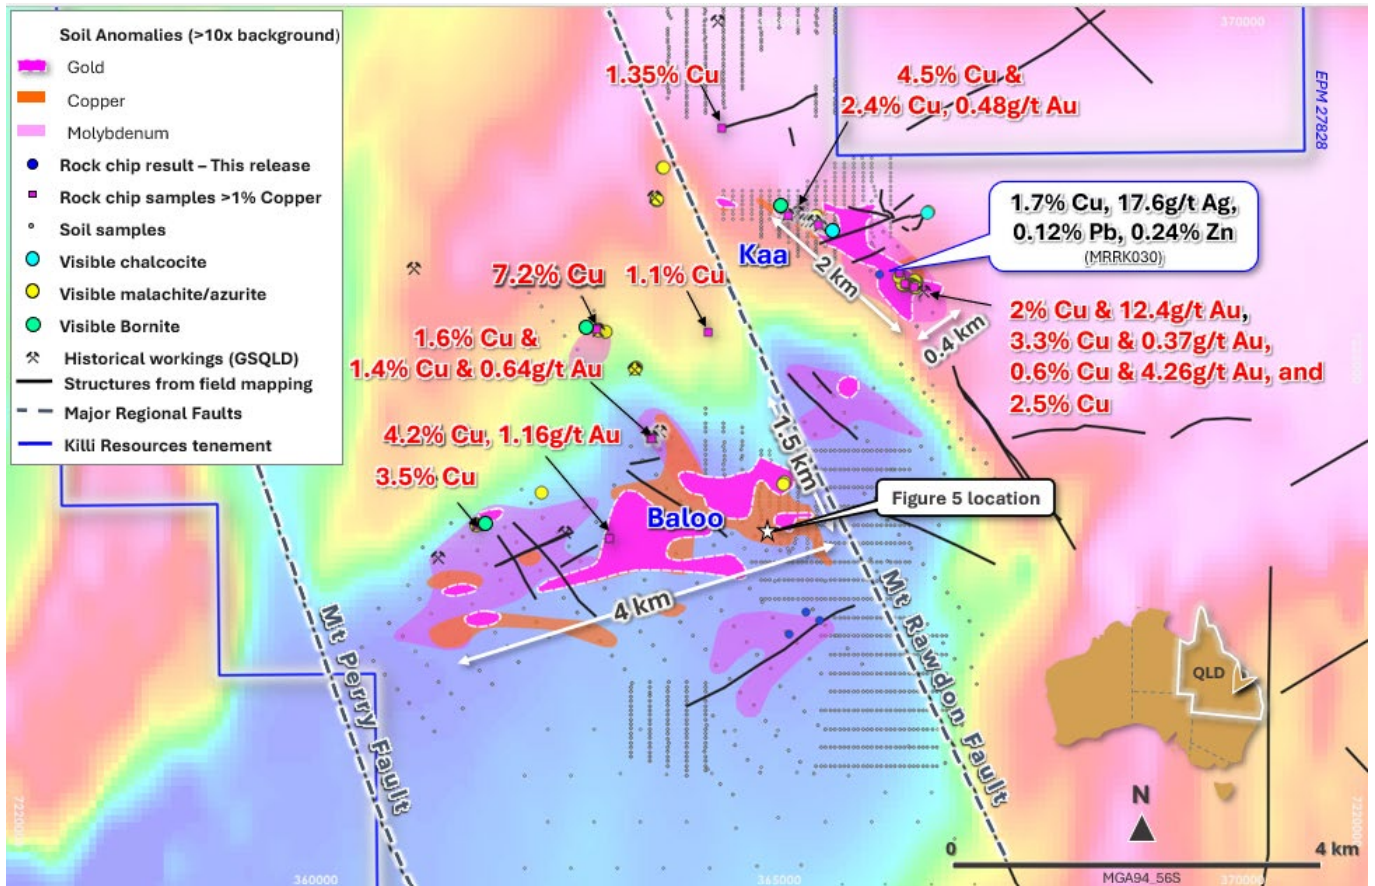 Soil Anomalies (>10x background)
Gold
Copper
Molybdenum
Rock chip result – This release
Rock chip samples >1% Copper
Soil samples
Visible chalcocite
Visible malachite/azurite
Visible Bornite
Historical workings (GSQLD)
Structures from field mapping
Major Regional Faults
Killi Resources tenement
370000
EPM 27828
1.35% Cu
4.5% Cu &
2.4% Cu, 0.48g/t Au
1.7% Cu, 17.6g/t Ag,
0.12% Pb, 0.24% Zn
(MRRK030)
Kaa
2 km
0.4 km
7.2% Cu
1.1% Cu
2% Cu & 12.4g/t Au,
3.3% Cu & 0.37g/t Au,
0.6% Cu & 4.26g/t Au, and
2.5% Cu
1.6% Cu &
1.4% Cu & 0.64g/t Au
4.2% Cu, 1.16g/t Au
3.5% Cu
1.5 km
Figure 5 location
Baloo
4 km
Mt Perry Fault
Mt Rawdon Fault
QLD
N
0
4 km
MGA94_56S
360000
365000
370000